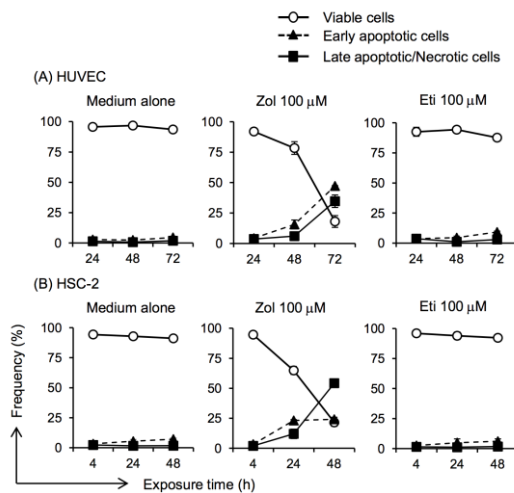 Viable cells
Early apoptotic cells
Late apoptotic/Necrotic cells
(A) HUVEC
Medium alone
Zol 100 μM
Eti 100 μM
100
75
50
25
0
24 48 72
100
75
50
25
0
24 48 72
100
75
50
25
0
24 48 72
(B) HSC-2
Medium alone
Zol 100 μM
Eti 100 μM
100
75
50
25
0
4 24 48
100
75
50
25
0
4 24 48
100
75
50
25
0
4 24 48
Frequency (%)
Exposure time (h)